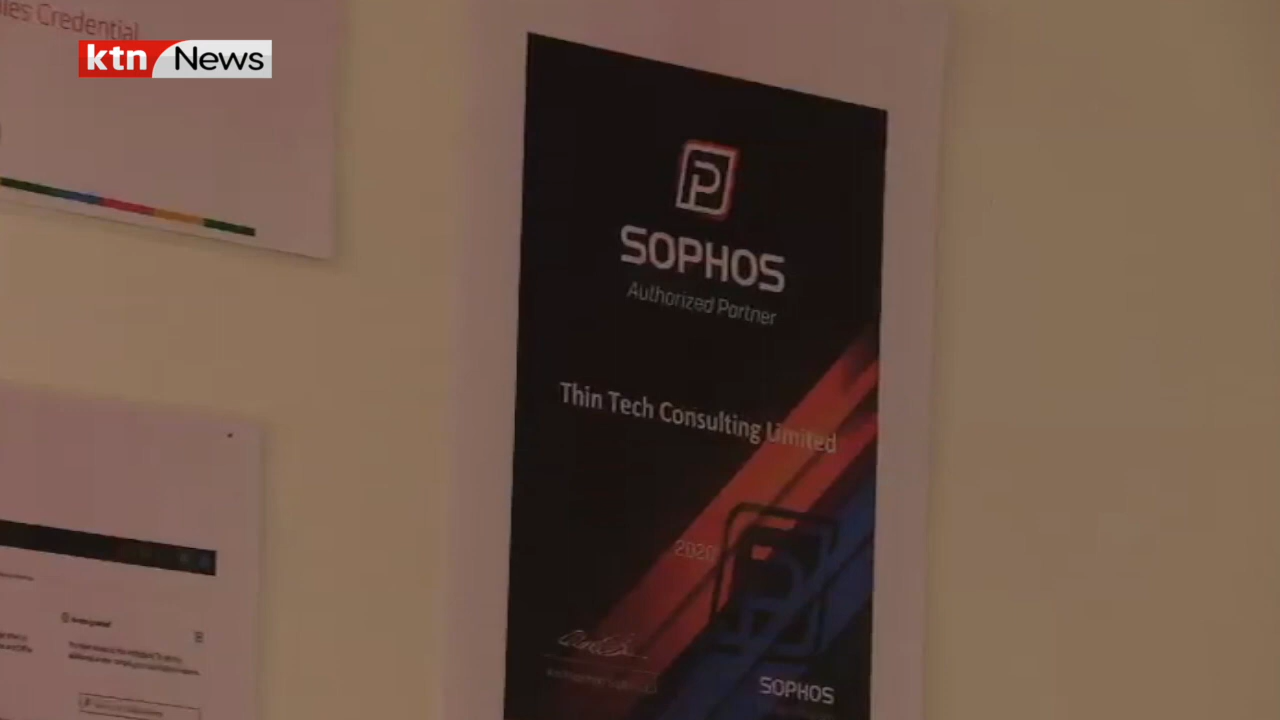 les Credential
ktn News
SOPHOS
Authorized Partner
Thin Tech Consulting Limited
2020
SOPHOS